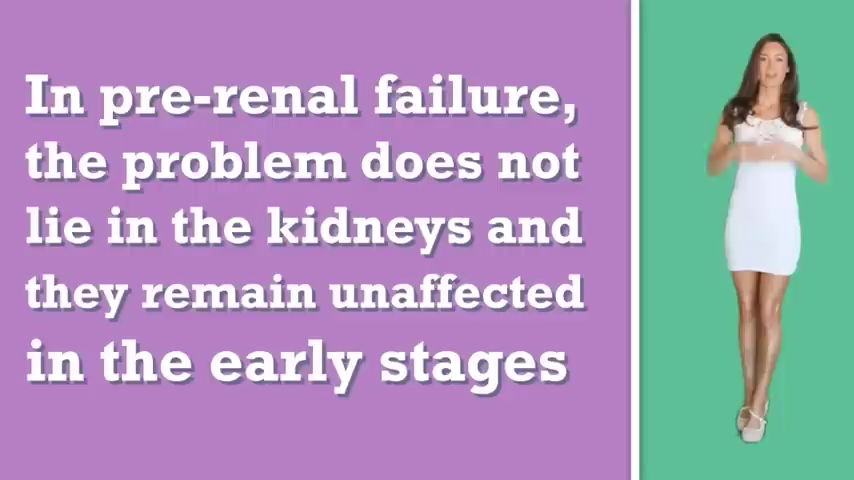 In pre-renal failure,
the problem does not
lie in the kidneys and
they remain unaffected
in the early stages